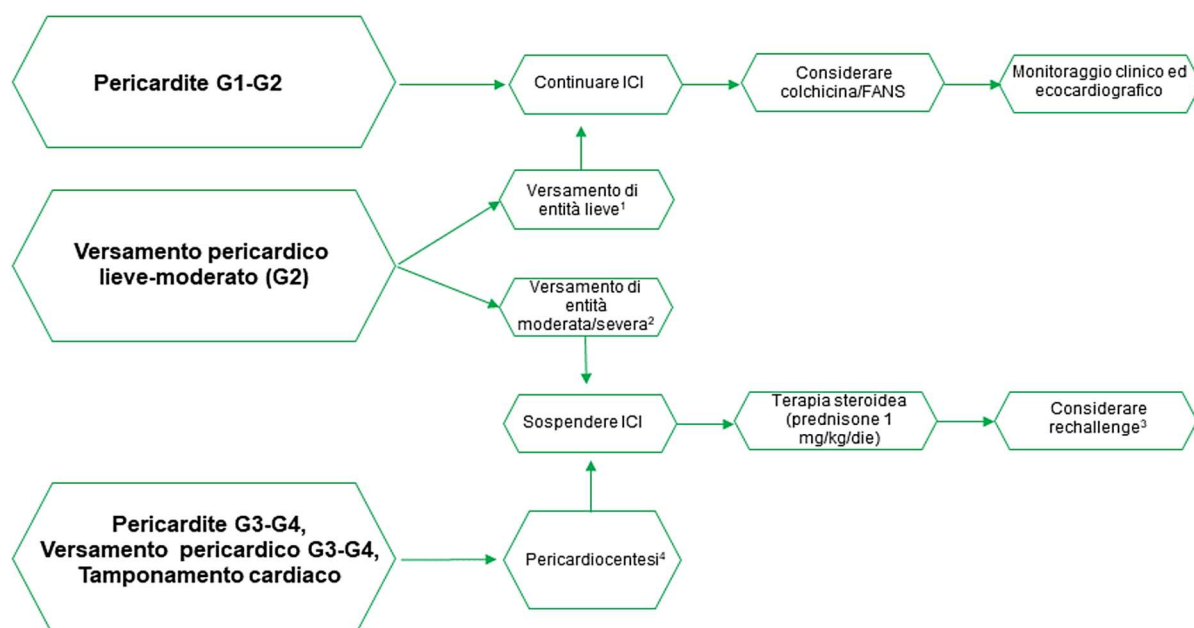 Pericardite G1-G2
Continuare ICI
Considerare
colchicina/FANS
Monitoraggio clinico ed
ecocardiografico
Versamento di
entità lieve¹
Versamento pericardico
lieve-moderato (G2)
Versamento di
entità
moderata/severa²
Sospendere ICI
Terapia steroidea
(prednisone 1
mg/kg/die)
Considerare
rechallenge³
Pericardite G3-G4,
Versamento pericardico G3-G4,
Tamponamento cardiaco
Pericardiocentesi⁴